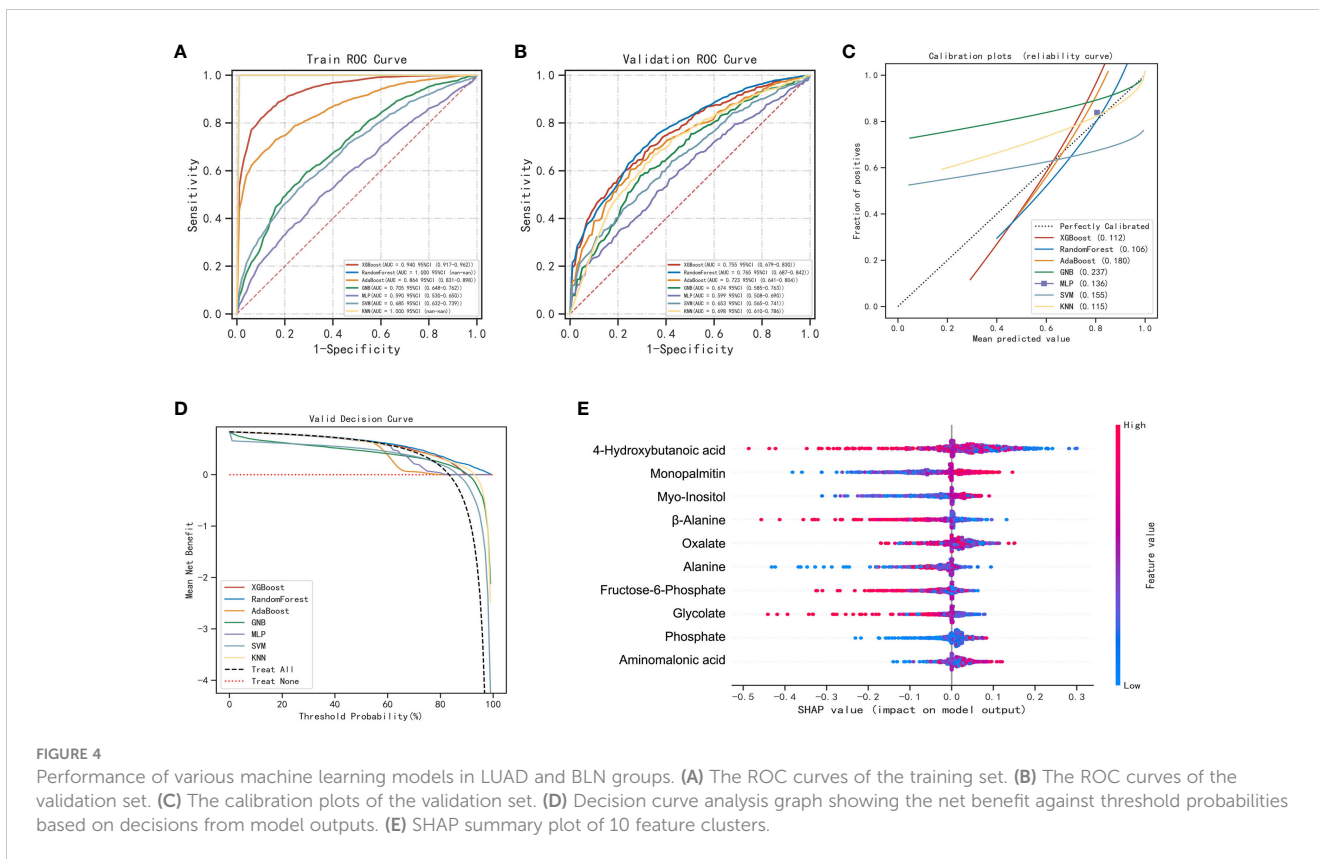 A
Train ROC Curve
Sensitivity
1.0
0.8
0.6
0.4
0.2
0.0
XGBoost(AUC = 0.940 95%CI (0.917-0.962))
RandomForest(AUC = 1.000 95%CI (nan-nan))
AdaBoost(AUC = 0.864 95%CI (0.831-0.898))
GNB(AUC = 0.705 95%CI (0.648-0.762))
MLP(AUC = 0.590 95%CI (0.530-0.650))
SVM(AUC = 0.685 95%CI (0.632-0.739))
KNN(AUC = 1.000 95%CI (nan-nan))
0.0 0.2 0.4 0.6 0.8 1.0
1-Specificity
B
Validation ROC Curve
Sensitivity
1.0
0.8
0.6
0.4
0.2
0.0
XGBoost(AUC = 0.755 95%CI (0.679-0.830))
RandomForest(AUC = 0.765 95%CI (0.687-0.842))
AdaBoost(AUC = 0.723 95%CI (0.641-0.804))
GNB(AUC = 0.674 95%CI (0.585-0.763))
MLP(AUC = 0.599 95%CI (0.508-0.690))
SVM(AUC = 0.653 95%CI (0.565-0.741))
KNN(AUC = 0.698 95%CI (0.610-0.786))
0.0 0.2 0.4 0.6 0.8 1.0
1-Specificity
C
Calibration plots (reliability curve)
Fraction of positives
1.0
0.8
0.6
0.4
0.2
0.0
Perfectly Calibrated
XGBoost (0.112)
RandomForest (0.106)
AdaBoost (0.180)
GNB (0.237)
MLP (0.136)
SVM (0.155)
KNN (0.115)
0.0 0.2 0.4 0.6 0.8 1.0
Mean predicted value
D
Valid Decision Curve
Mean Net Benefit
0
-1
-2
-3
-4
XGBoost
RandomForest
AdaBoost
GNB
MLP
SVM
KNN
Treat All
Treat None
0 20 40 60 80 100
Threshold Probability(%)
E
4-Hydroxybutanoic acid
Monopalmitin
Myo-Inositol
β-Alanine
Oxalate
Alanine
Fructose-6-Phosphate
Glycolate
Phosphate
Aminomalonic acid
-0.5 -0.4 -0.3 -0.2 -0.1 0.0 0.1 0.2 0.3
SHAP value (impact on model output)
High
Feature value
Low
FIGURE 4
Performance of various machine learning models in LUAD and BLN groups. (A) The ROC curves of the training set. (B) The ROC curves of the
validation set. (C) The calibration plots of the validation set. (D) Decision curve analysis graph showing the net benefit against threshold probabilities
based on decisions from model outputs. (E) SHAP summary plot of 10 feature clusters.